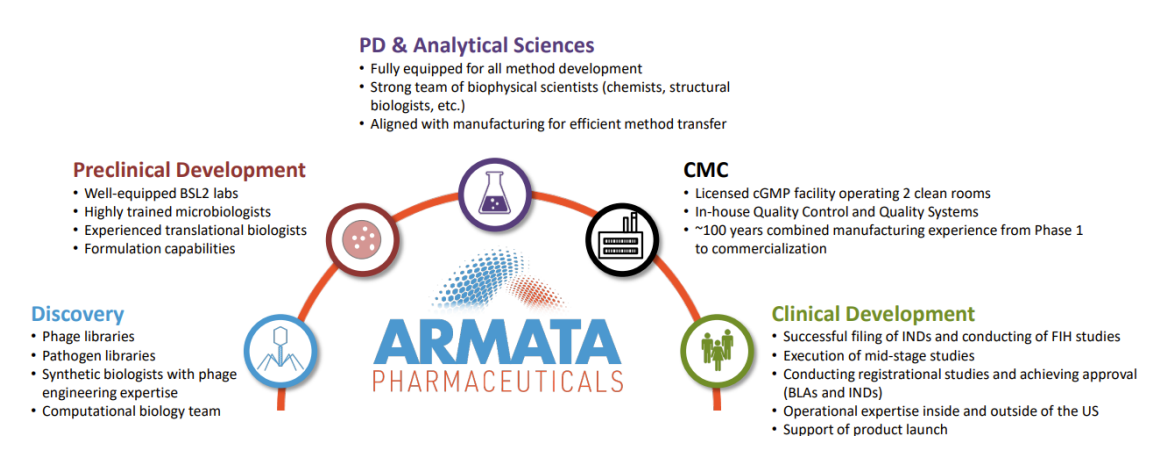 PD & Analytical Sciences
• Fully equipped for all method development
• Strong team of biophysical scientists (chemists, structural
biologists, etc.)
• Aligned with manufacturing for efficient method transfer
Preclinical Development
• Well-equipped BSL2 labs
• Highly trained microbiologists
• Experienced translational biologists
• Formulation capabilities
CMC
• Licensed cGMP facility operating 2 clean rooms
• In-house Quality Control and Quality Systems
• ~100 years combined manufacturing experience from Phase 1
to commercialization
Discovery
• Phage libraries
• Pathogen libraries
• Synthetic biologists with phage
engineering expertise
• Computational biology team
ARMATA
PHARMACEUTICALS
Clinical Development
• Successful filing of INDs and conducting of FIH studies
• Execution of mid-stage studies
• Conducting registrational studies and achieving approval
(BLAs and INDs)
• Operational expertise inside and outside of the US
• Support of product launch